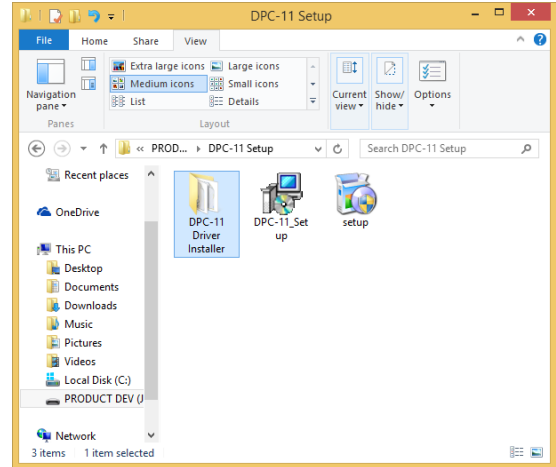 DPC-11 Setup
File Home Share View
Navigation pane
Extra large icons Large icons
Medium icons Small icons
List Details
Current view
Show/ hide
Options
Panes Layout
« PROD... DPC-11 Setup Search DPC-11 Setup
Recent places
OneDrive
This PC
Desktop
Documents
Downloads
Music
Pictures
Videos
Local Disk (C:)
PRODUCT DEV (J
Network
DPC-11
Driver
Installer
DPC-11_Set
up
setup
3 items 1 item selected